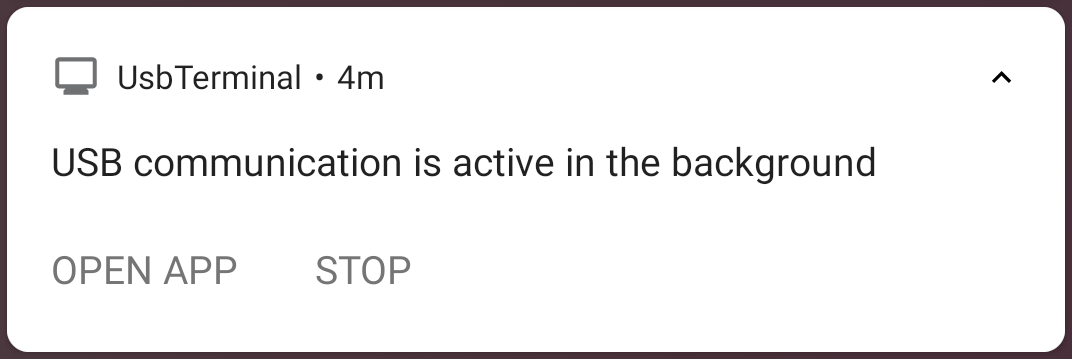 UsbTerminal • 4m
USB communication is active in the background
OPEN APP STOP